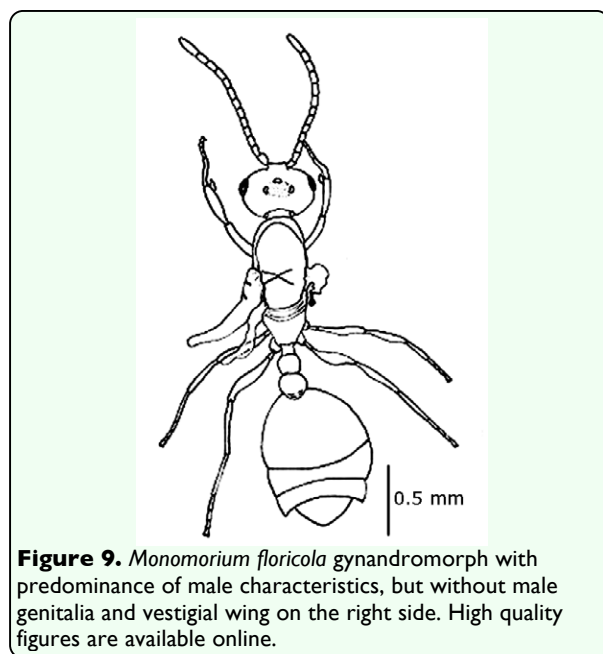 0.5 mm
Figure 9. Monomorium floricola gynandromorph with
predominance of male characteristics, but without male
genitalia and vestigial wing on the right side. High quality
figures are available online.